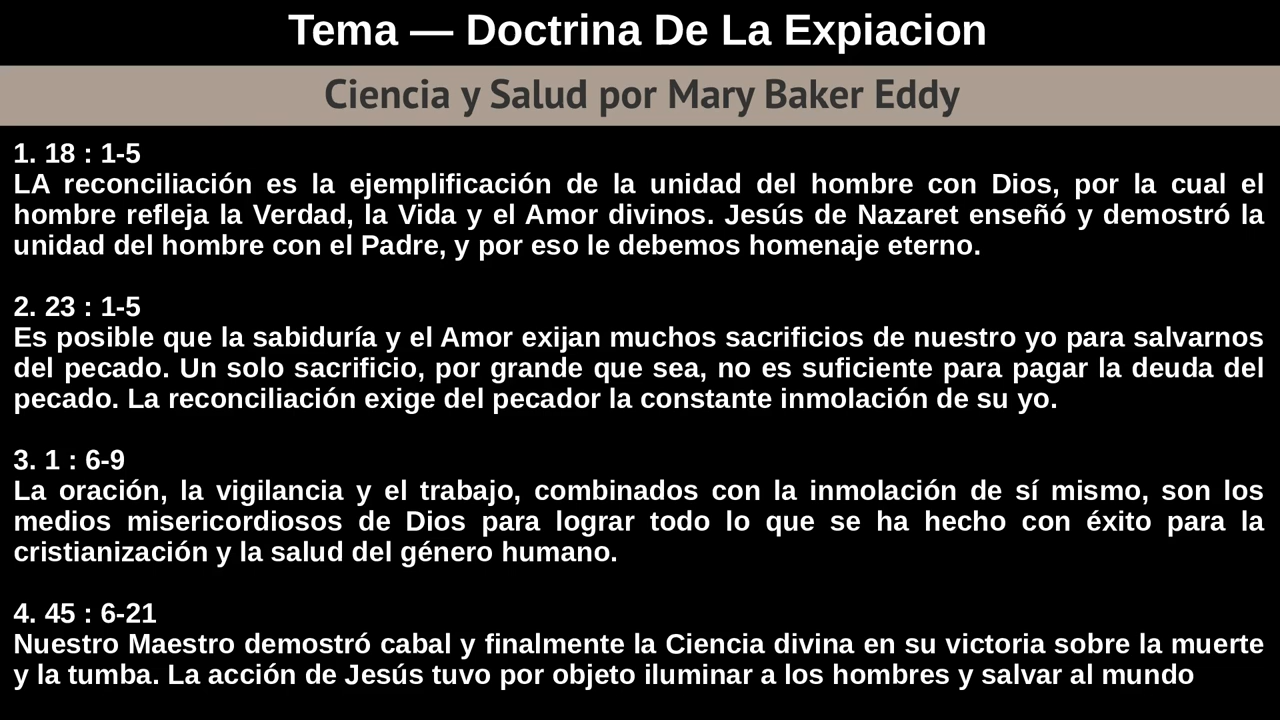 Tema — Doctrina De La Expiacion
Ciencia y Salud por Mary Baker Eddy
1. 18 : 1-5
LA reconciliación es la ejemplificación de la unidad del hombre con Dios, por la cual el
hombre refleja la Verdad, la Vida y el Amor divinos. Jesús de Nazaret enseñó y demostró la
unidad del hombre con el Padre, y por eso le debemos homenaje eterno.
2. 23 : 1-5
Es posible que la sabiduría y el Amor exijan muchos sacrificios de nuestro yo para salvarnos
del pecado. Un solo sacrificio, por grande que sea, no es suficiente para pagar la deuda del
pecado. La reconciliación exige del pecador la constante inmolación de su yo.
3. 1 : 6-9
La oración, la vigilancia y el trabajo, combinados con la inmolación de sí mismo, son los
medios misericordiosos de Dios para lograr todo lo que se ha hecho con éxito para la
cristianización y la salud del género humano.
4. 45 : 6-21
Nuestro Maestro demostró cabal y finalmente la Ciencia divina en su victoria sobre la muerte
y la tumba. La acción de Jesús tuvo por objeto iluminar a los hombres y salvar al mundo